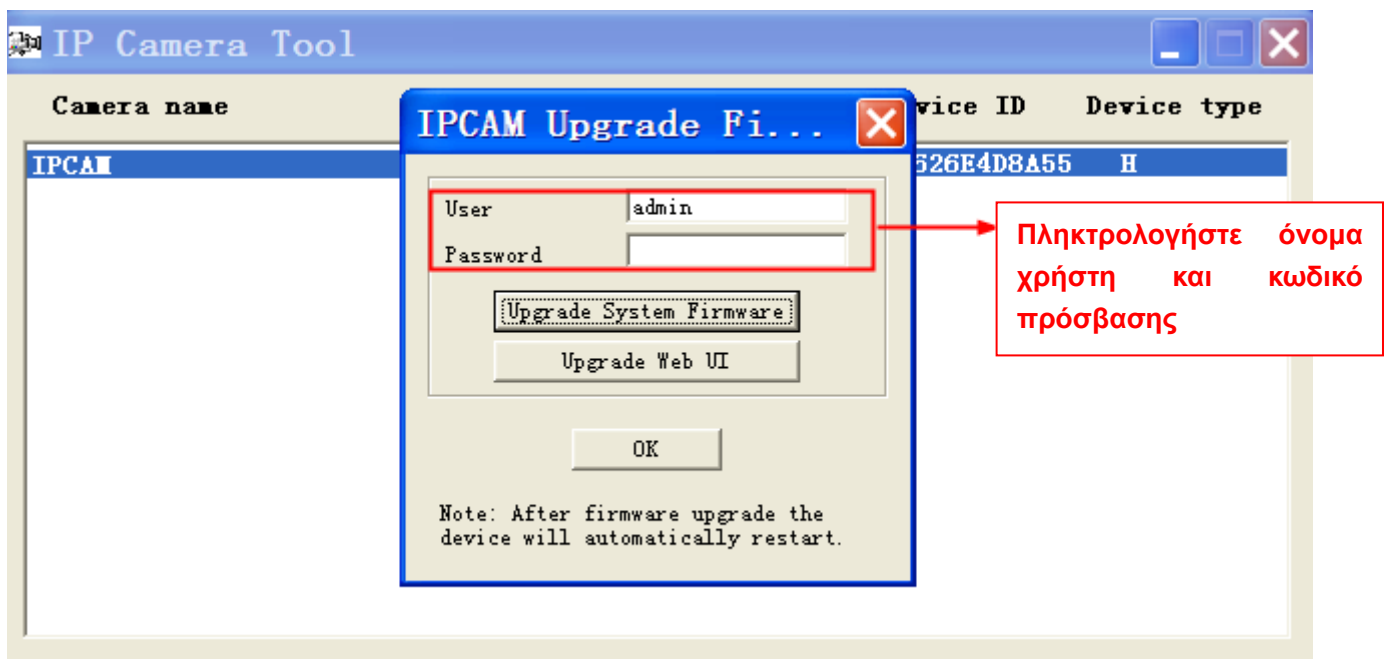 IP Camera Tool
Camera name
vice ID Device type
IPCAM
626E4D8A55 H
IPCAM Upgrade Fi...
User admin
Password
Upgrade System Firmware
Upgrade Web UI
OK
Note: After firmware upgrade the
device will automatically restart.
Πληκτρολογήστε όνομα
χρήστη και κωδικό
πρόσβασης